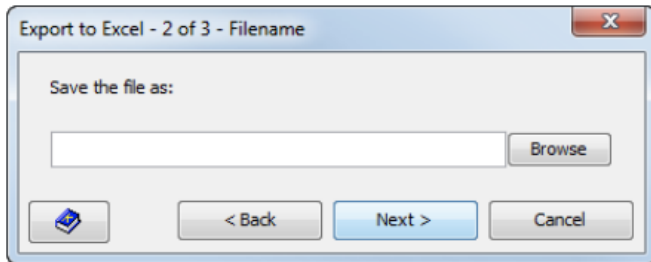 Export to Excel - 2 of 3 - Filename
Save the file as:
Browse
< Back
Next >
Cancel